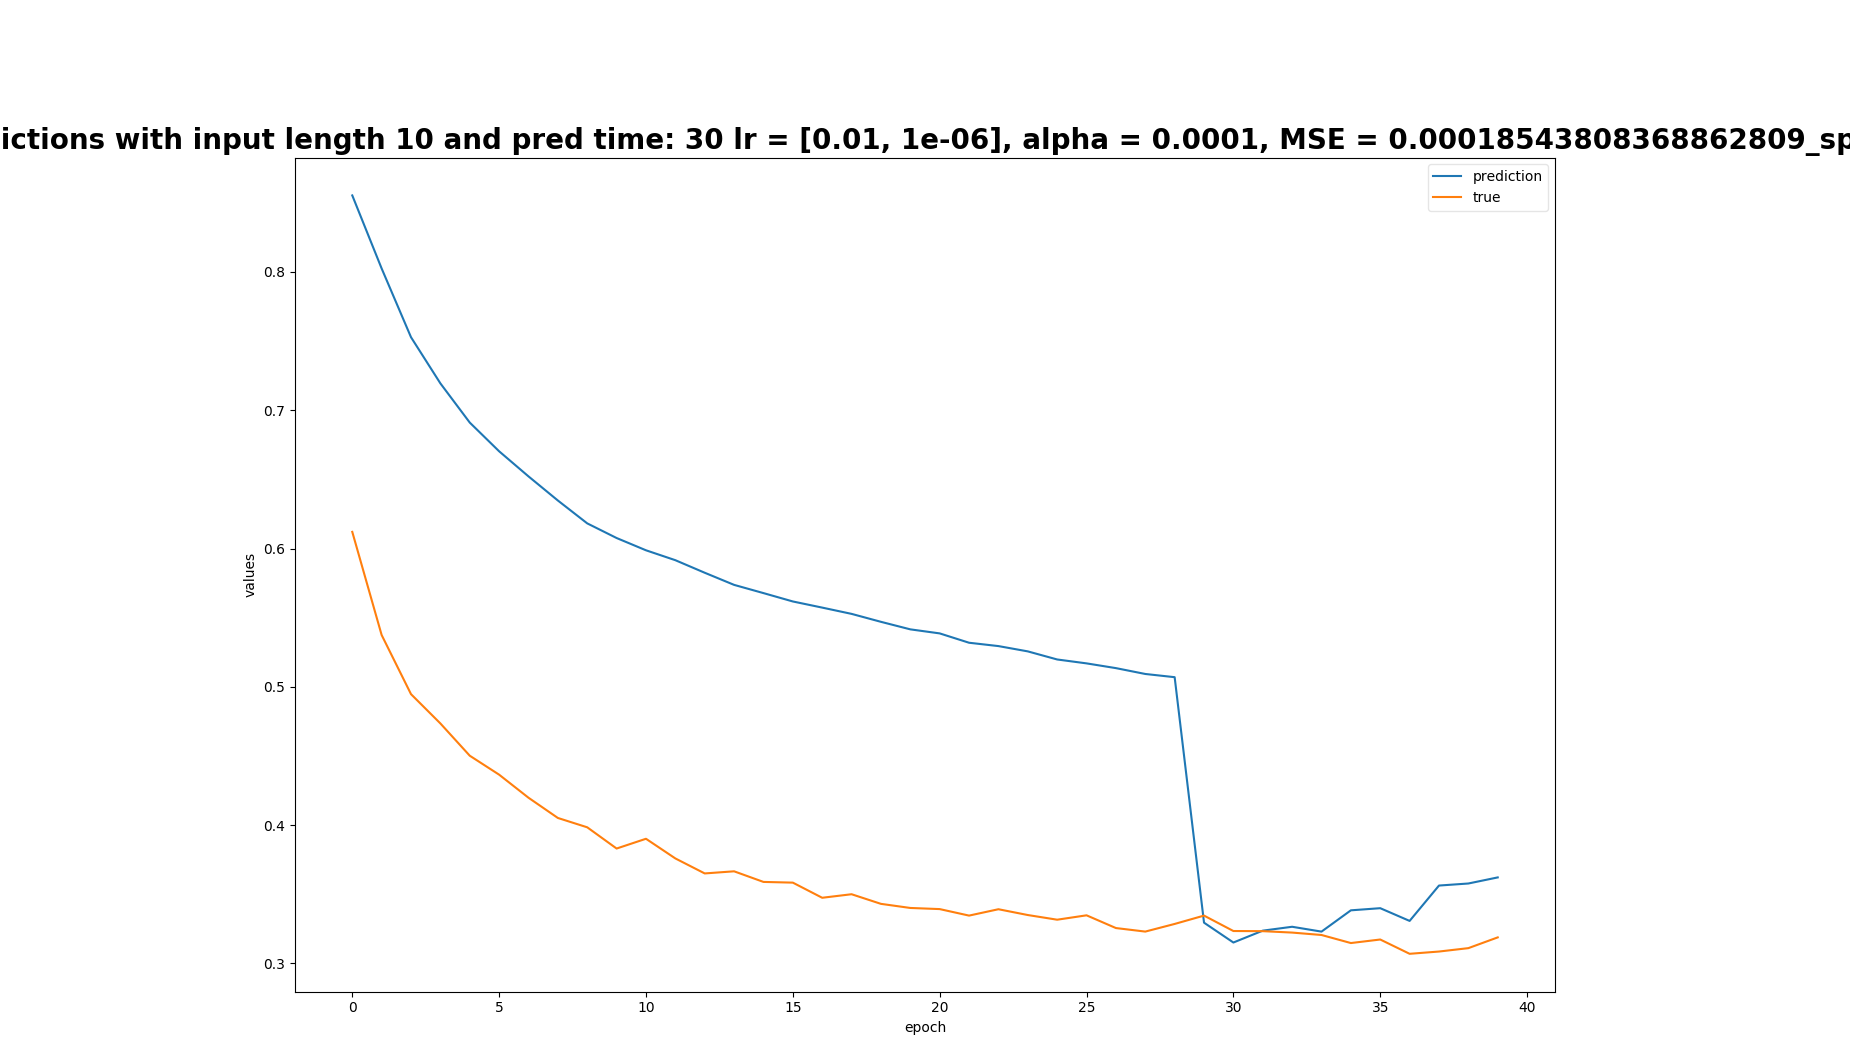 ictions with input length 10 and pred time: 30 lr = [0.01, 1e-06], alpha = 0.0001, MSE = 0.00018543808368862809_sp
prediction
true
0.8
0.7
0.6
0.5
0.4
0.3
values
0 5 10 15 20 25 30 35 40
epoch